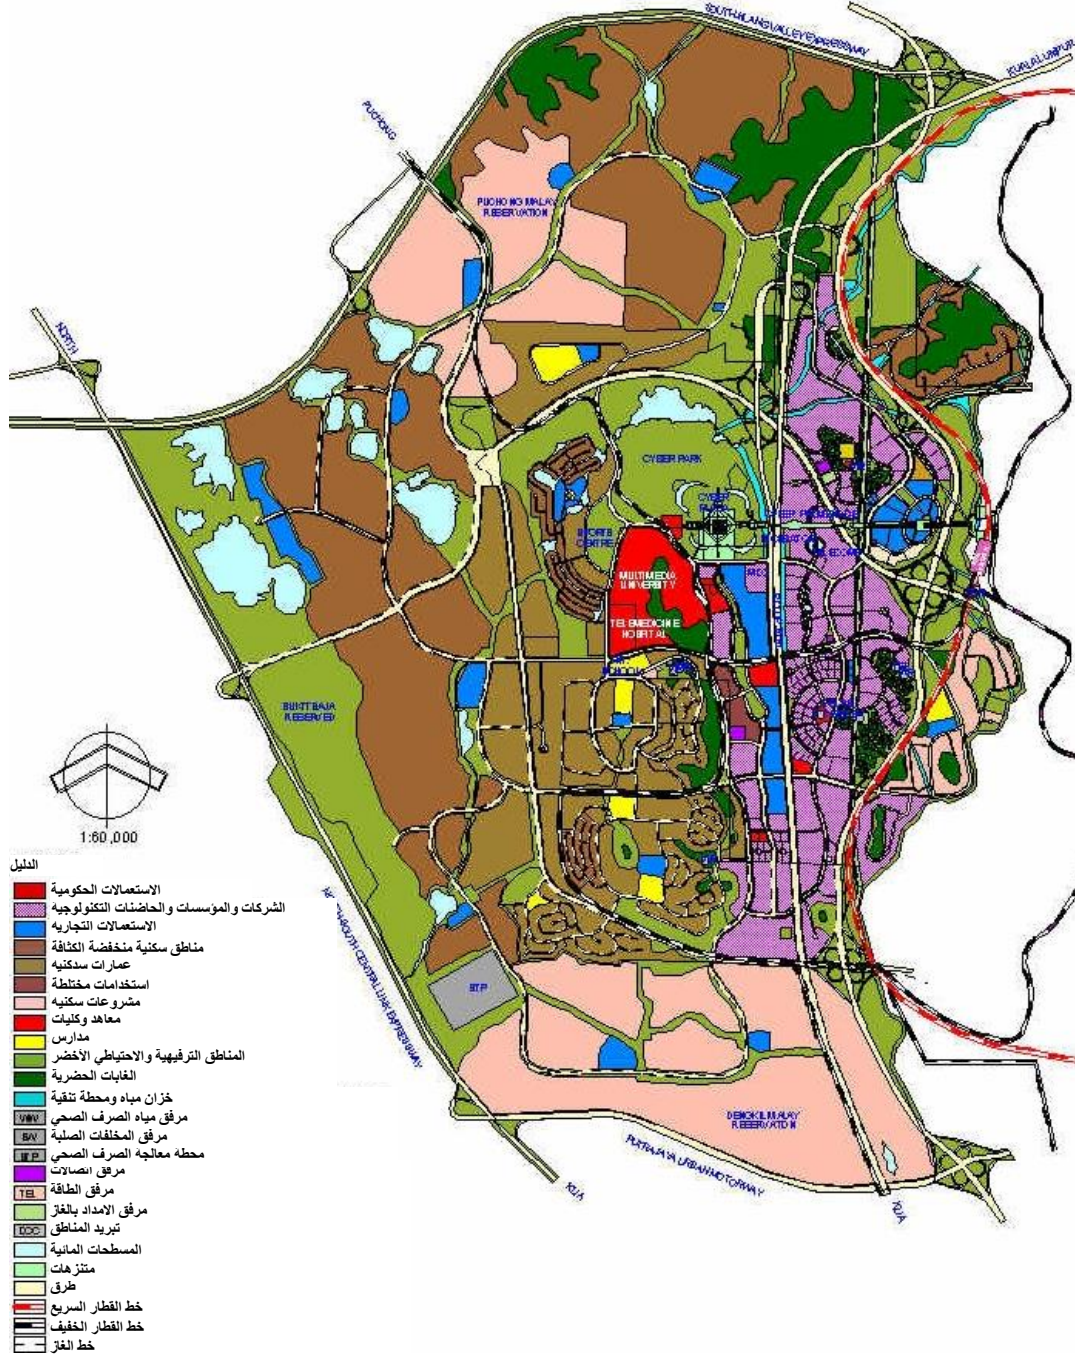 SOUTH KLANG VALLEY EXPRESSWAY
KUALA LUMPUR
PUCHONG
PUCHONG MALAY
RESERVATION
NORTH
CYBER PARK
CYBER
SPORTS
CENTRE
MULTIMEDIA
UNIVERSITY
TELEMEDICINE
HOSPITAL
BUKIT BAJA
RESERVED
1:60,000
الدليل
الاستعمالات الحكومية
الشركات والمؤسسات والحاضنات التكنولوجية
الاستعمالات التجاريه
مناطق سكنية منخفضة الكثافة
عمارات سدكنيه
استخدامات مختلطة
مشروعات سكنيه
معاهد وكليات
مدارس
المناطق الترفيهية والاحتياطي الأخضر
الغابات الحضرية
خزان مياه ومحطة تنقية
مرفق مياه الصرف الصحي
مرفق المخلفات الصلبة
محطة معالجة الصرف الصحي
مرفق اتصالات
TEL مرفق الطاقة
مرفق الامداد بالغاز
تبريد المناطق
المسطحات المائية
متنزهات
طرق
خط القطار السريع
خط القطار الخفيف
خط الغاز
STP
DENGKIL MALAY
RESERVATION
PUTRAJAYA URBAN MOTORWAY
KLIA
KLIA